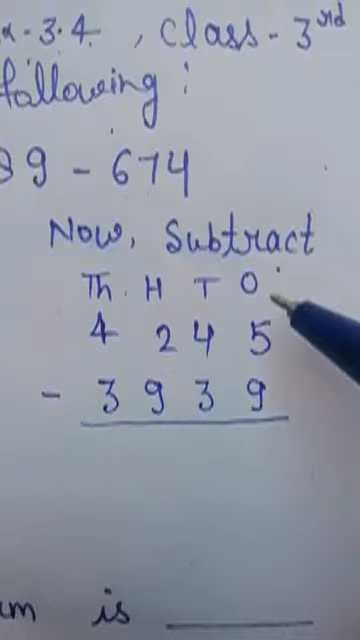 3.4. , Class - 3rd
following :
9 - 674
Now, Subtract
Th. H T O
4 2 4 5
- 3 9 3 9
is ________